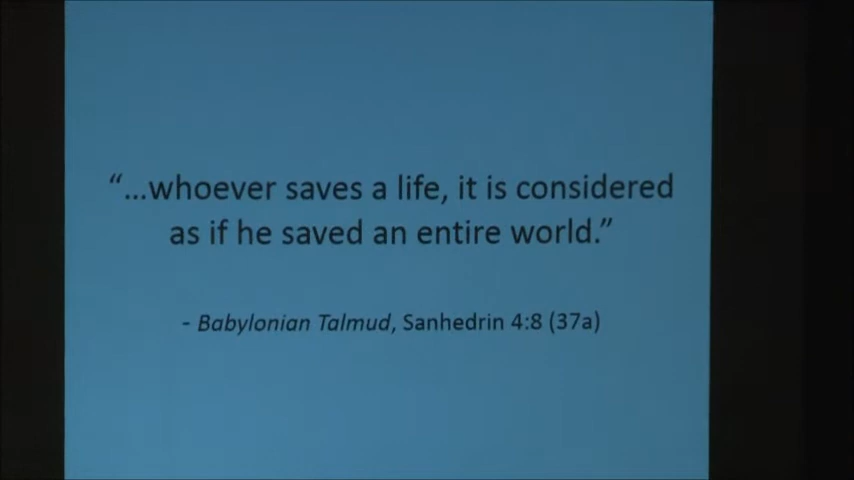 “...whoever saves a life, it is considered
as if he saved an entire world.”
- Babylonian Talmud, Sanhedrin 4:8 (37a)